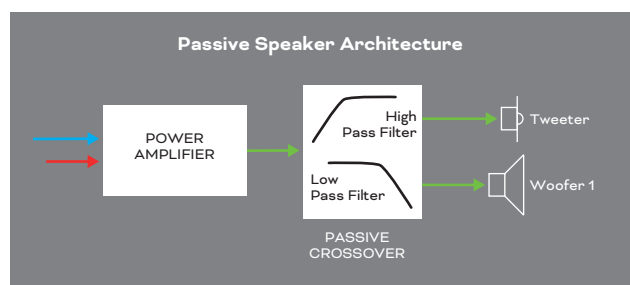 Passive Speaker Architecture
POWER
AMPLIFIER
High
Pass Filter
Low
Pass Filter
Tweeter
Woofer 1
PASSIVE
CROSSOVER